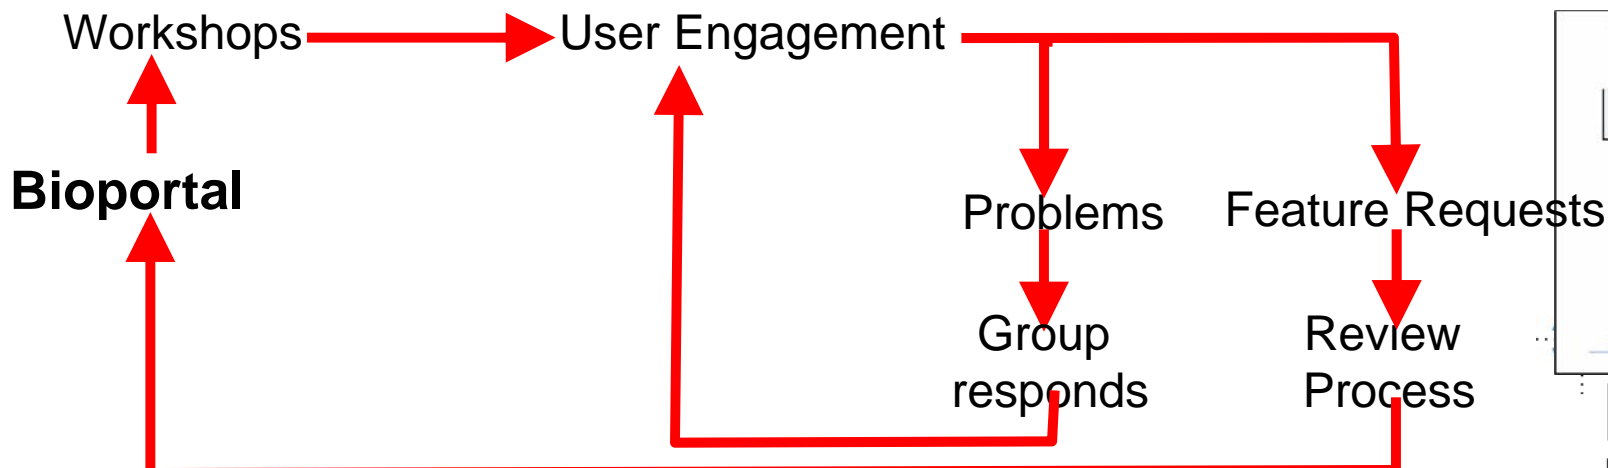 Workshops
User Engagement
Bioportal
Problems
Feature Requests
Group
responds
Review
Process